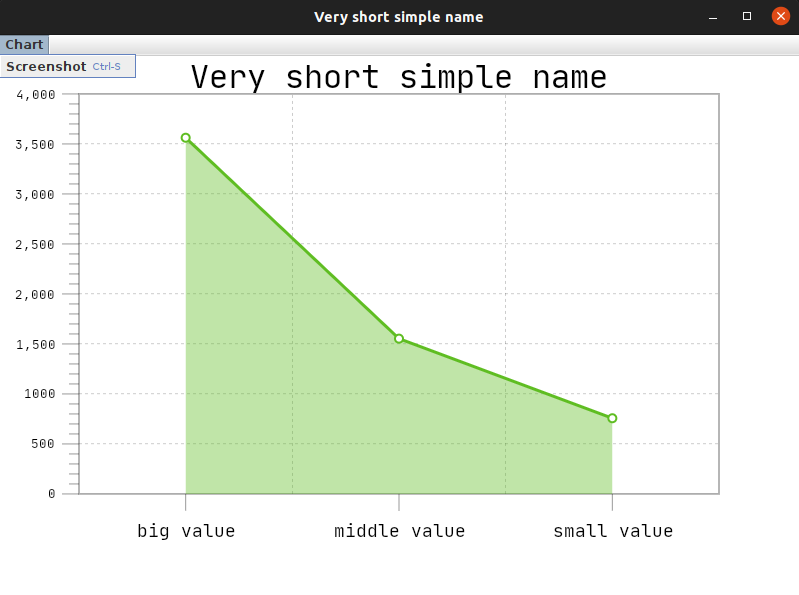 Very short simple name
Chart
Screenshot Ctrl-S
Very short simple name
4,000
3,500
3,000
2,500
2,000
1,500
1000
500
0
big value middle value small value